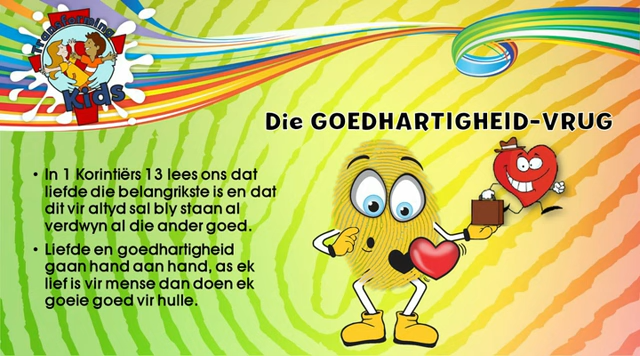 Transforming
Kids
Die GOEDHARTIGHEID-VRUG
• In 1 Korintiërs 13 lees ons dat
liefde die belangrikste is en dat
dit vir altyd sal bly staan al
verdwyn al die ander goed.
• Liefde en goedhartigheid
gaan hand aan hand, as ek
lief is vir mense dan doen ek
goeie goed vir hulle.